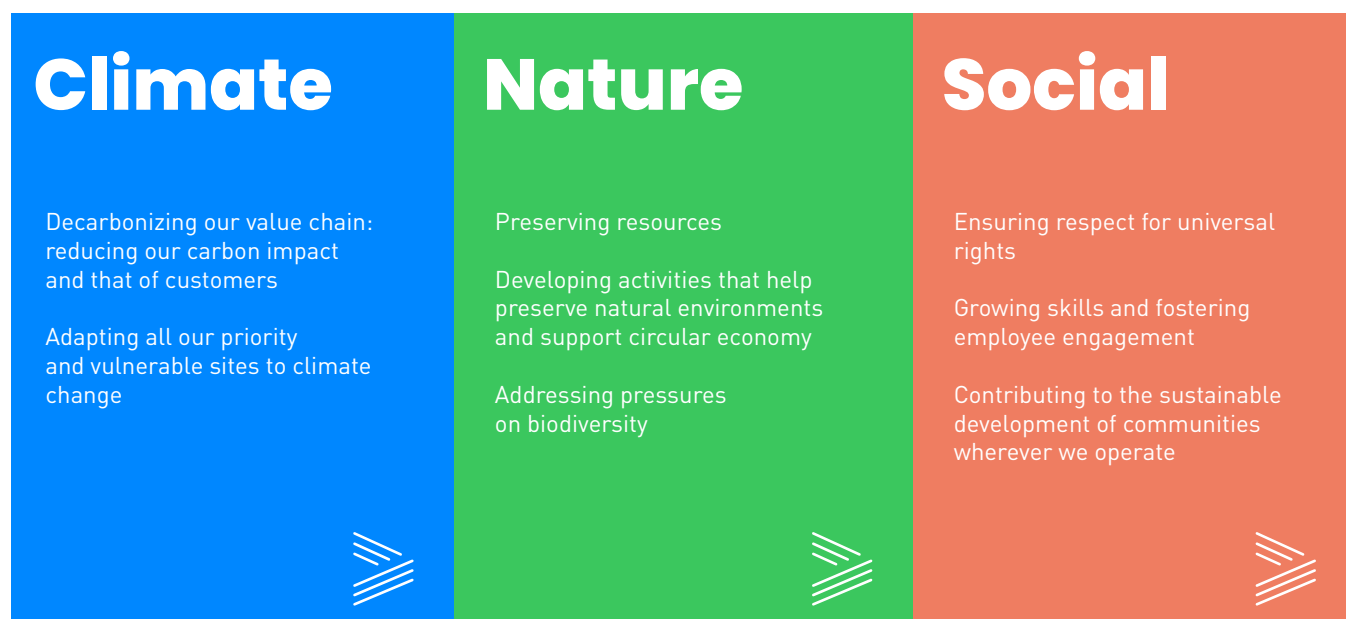 Climate
Decarbonizing our value chain:
reducing our carbon impact
and that of customers
Adapting all our priority
and vulnerable sites to climate
change
Nature
Preserving resources
Developing activities that help
preserve natural environments
and support circular economy
Addressing pressures
on biodiversity
Social
Ensuring respect for universal
rights
Growing skills and fostering
employee engagement
Contributing to the sustainable
development of communities
wherever we operate